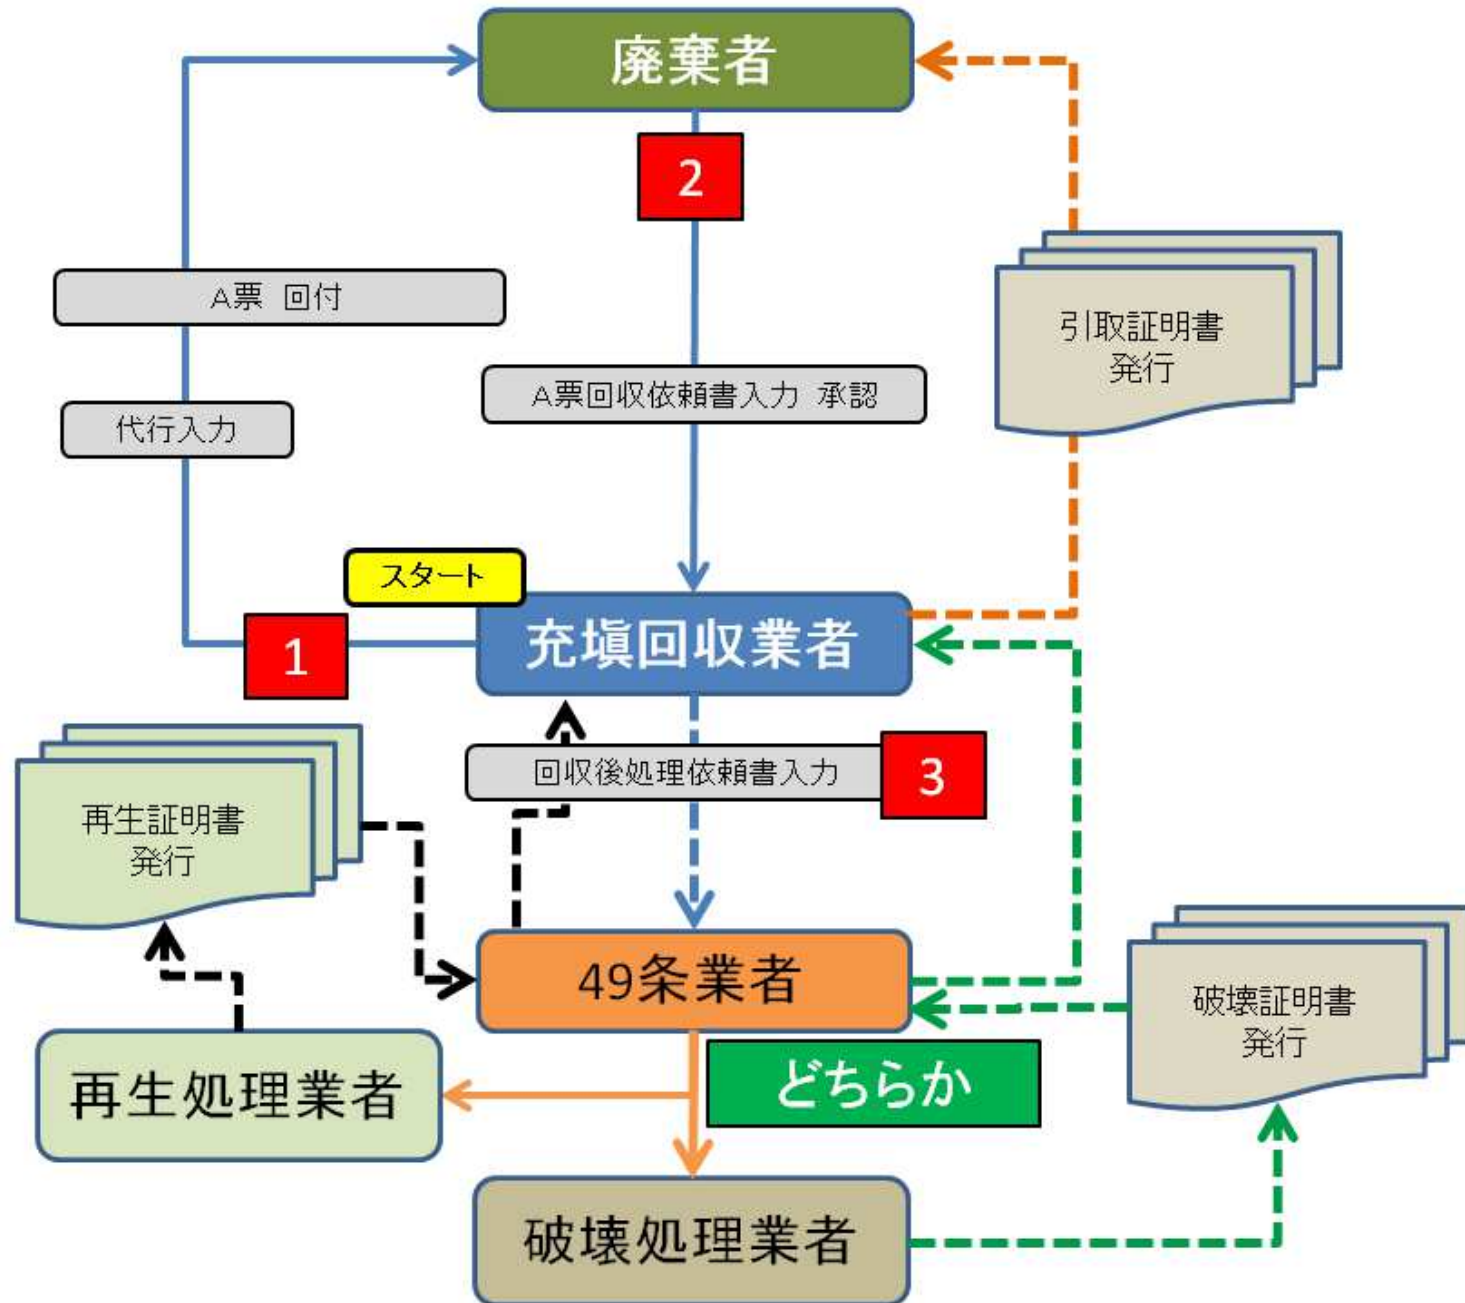 廃棄者
2
A票 回付
引取証明書
発行
A票回収依頼書入力 承認
代行入力
スタート
充塡回収業者
1
回収後処理依頼書入力
3
再生証明書
発行
49条業者
破壊証明書
発行
どちらか
再生処理業者
破壊処理業者